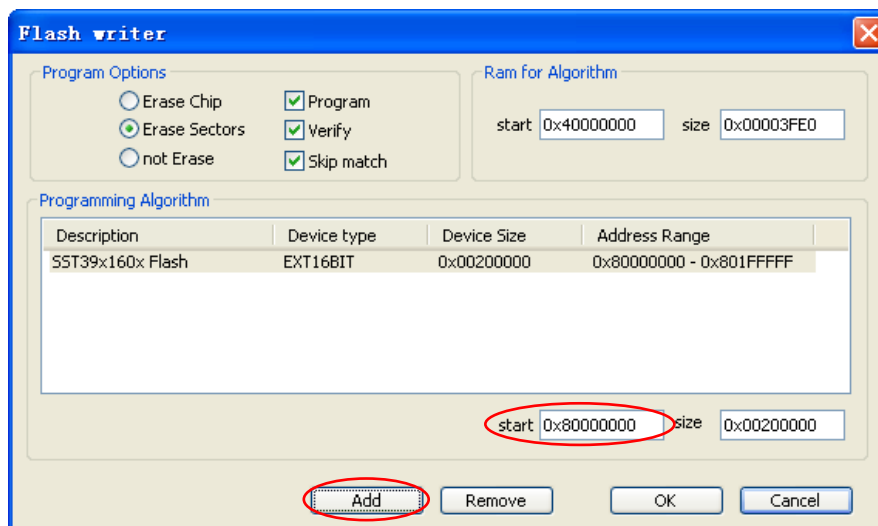 Flash writer
Program Options
Erase Chip
Program
Erase Sectors
Verify
not Erase
Skip match
Ram for Algorithm
start 0x40000000 size 0x00003FE0
Programming Algorithm
Description Device type Device Size Address Range
SST39x160x Flash EXT16BIT 0x00200000 0x80000000 - 0x801FFFFF
start 0x80000000 size 0x00200000
Add Remove OK Cancel